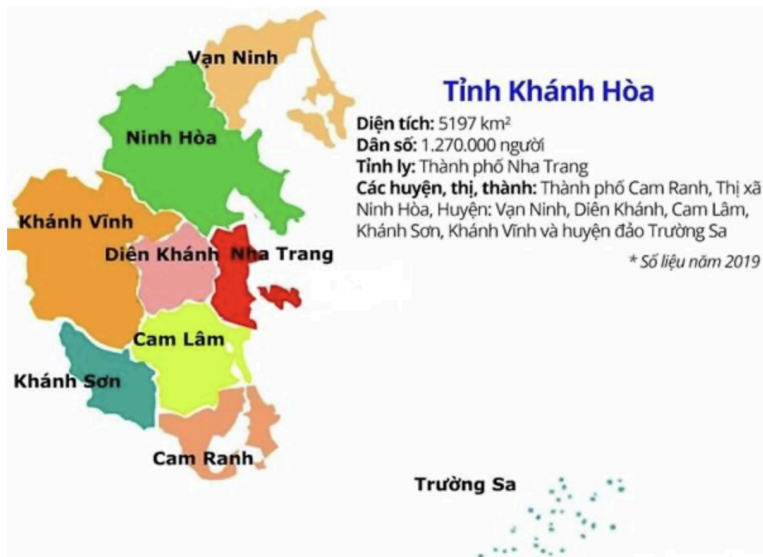 Vạn Ninh
Tỉnh Khánh Hòa
Diện tích: 5197 km²
Dân số: 1.270.000 người
Tỉnh ly: Thành phố Nha Trang
Các huyện, thị, thành: Thành phố Cam Ranh, Thị xã
Ninh Hòa, Huyện: Vạn Ninh, Diên Khánh, Cam Lâm,
Khánh Sơn, Khánh Vĩnh và huyện đảo Trường Sa
* Số liệu năm 2019
Ninh Hòa
Khánh Vĩnh
Diên Khánh
Nha Trang
Cam Lâm
Khánh Sơn
Cam Ranh
Trường Sa